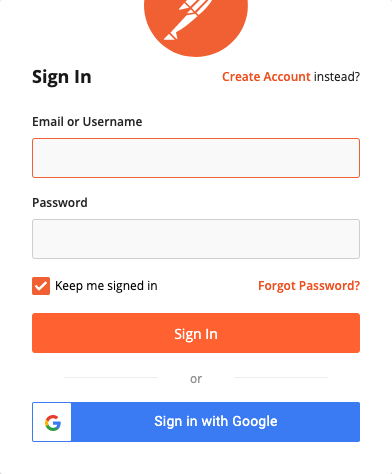 Sign In
Create Account instead?
Email or Username
Password
Keep me signed in
Forgot Password?
Sign In
or
Sign in with Google